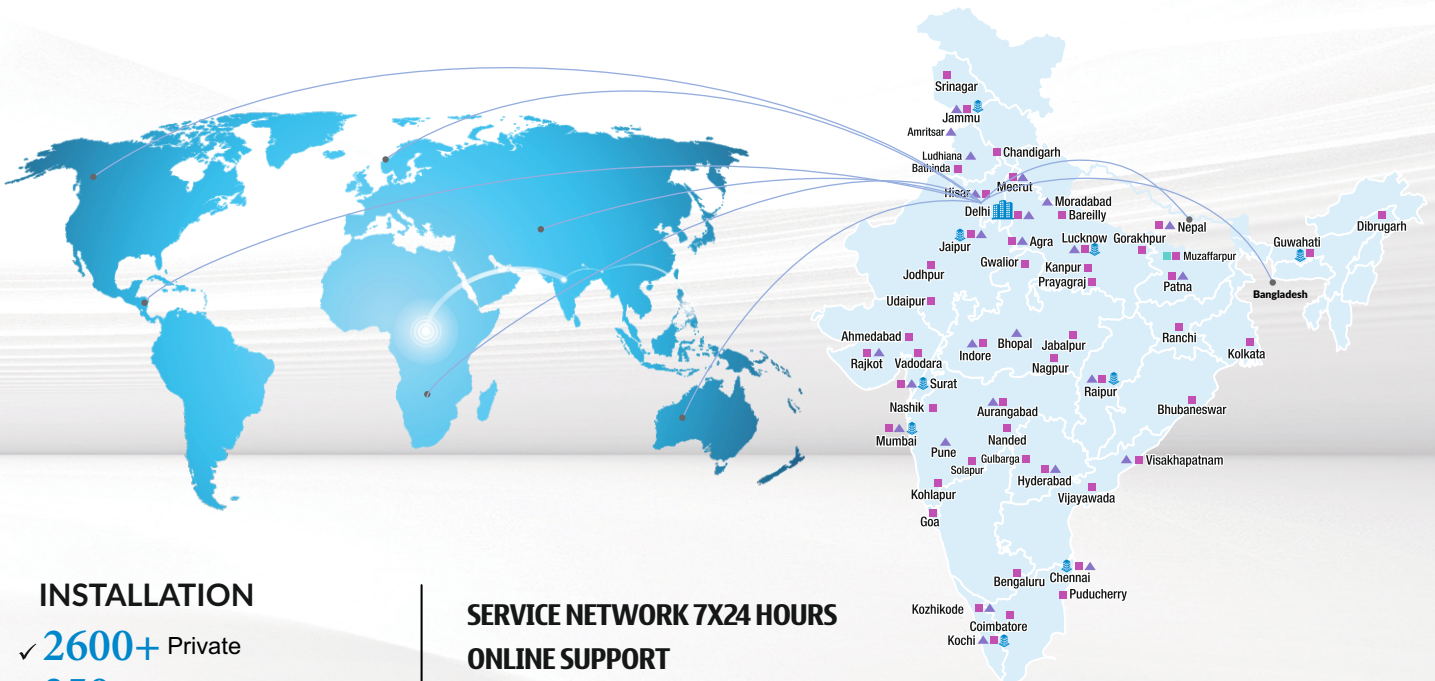 Srinagar
Jammu
Amritsar
Ludhiana
Chandigarh
Bathinda
Meerut
Hisar
Moradabad
Delhi
Bareilly
Nepal
Dibrugarh
Jaipur
Agra
Lucknow
Gorakhpur
Guwahati
Muzaffarpur
Gwalior
Kanpur
Jodhpur
Prayagraj
Patna
Bangladesh
Udaipur
Ahmedabad
Bhopal
Jabalpur
Ranchi
Rajkot
Vadodara
Indore
Nagpur
Kolkata
Surat
Raipur
Nashik
Aurangabad
Bhubaneswar
Mumbai
Nanded
Pune
Gulbarga
Visakhapatnam
Solapur
Hyderabad
Kohlapur
Vijayawada
Goa
Bengaluru
Chennai
Puducherry
Kozhikode
Coimbatore
Kochi
INSTALLATION
✓ 2600+ Private
SERVICE NETWORK 7X24 HOURS
ONLINE SUPPORT